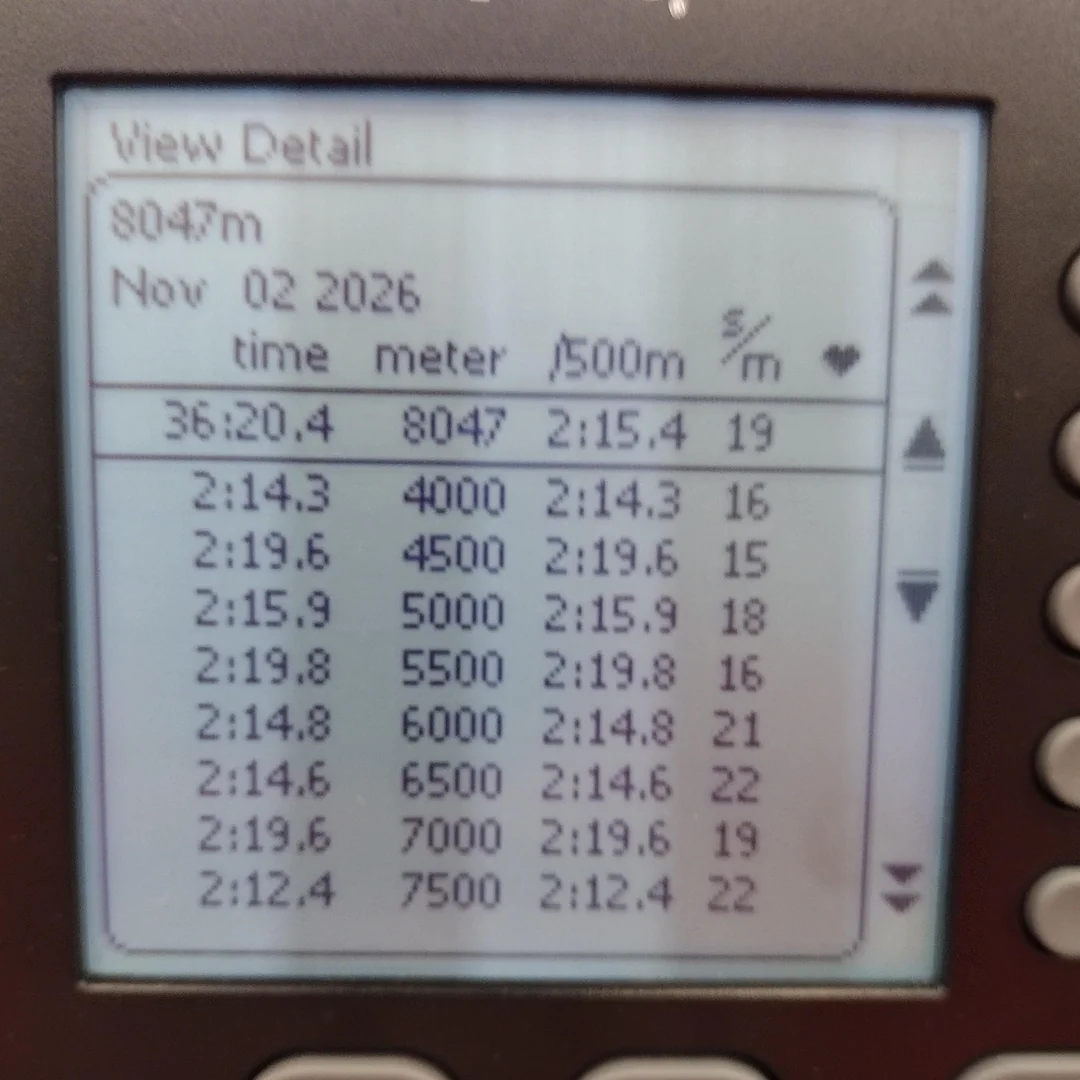 View Detail
8047m
Nov 02 2026
time meter /500m s/m
36:20.4 8047 2:15.4 19
2:14.3 4000 2:14.3 16
2:19.6 4500 2:19.6 15
2:15.9 5000 2:15.9 18
2:19.8 5500 2:19.8 16
2:14.8 6000 2:14.8 21
2:14.6 6500 2:14.6 22
2:19.6 7000 2:19.6 19
2:12.4 7500 2:12.4 22